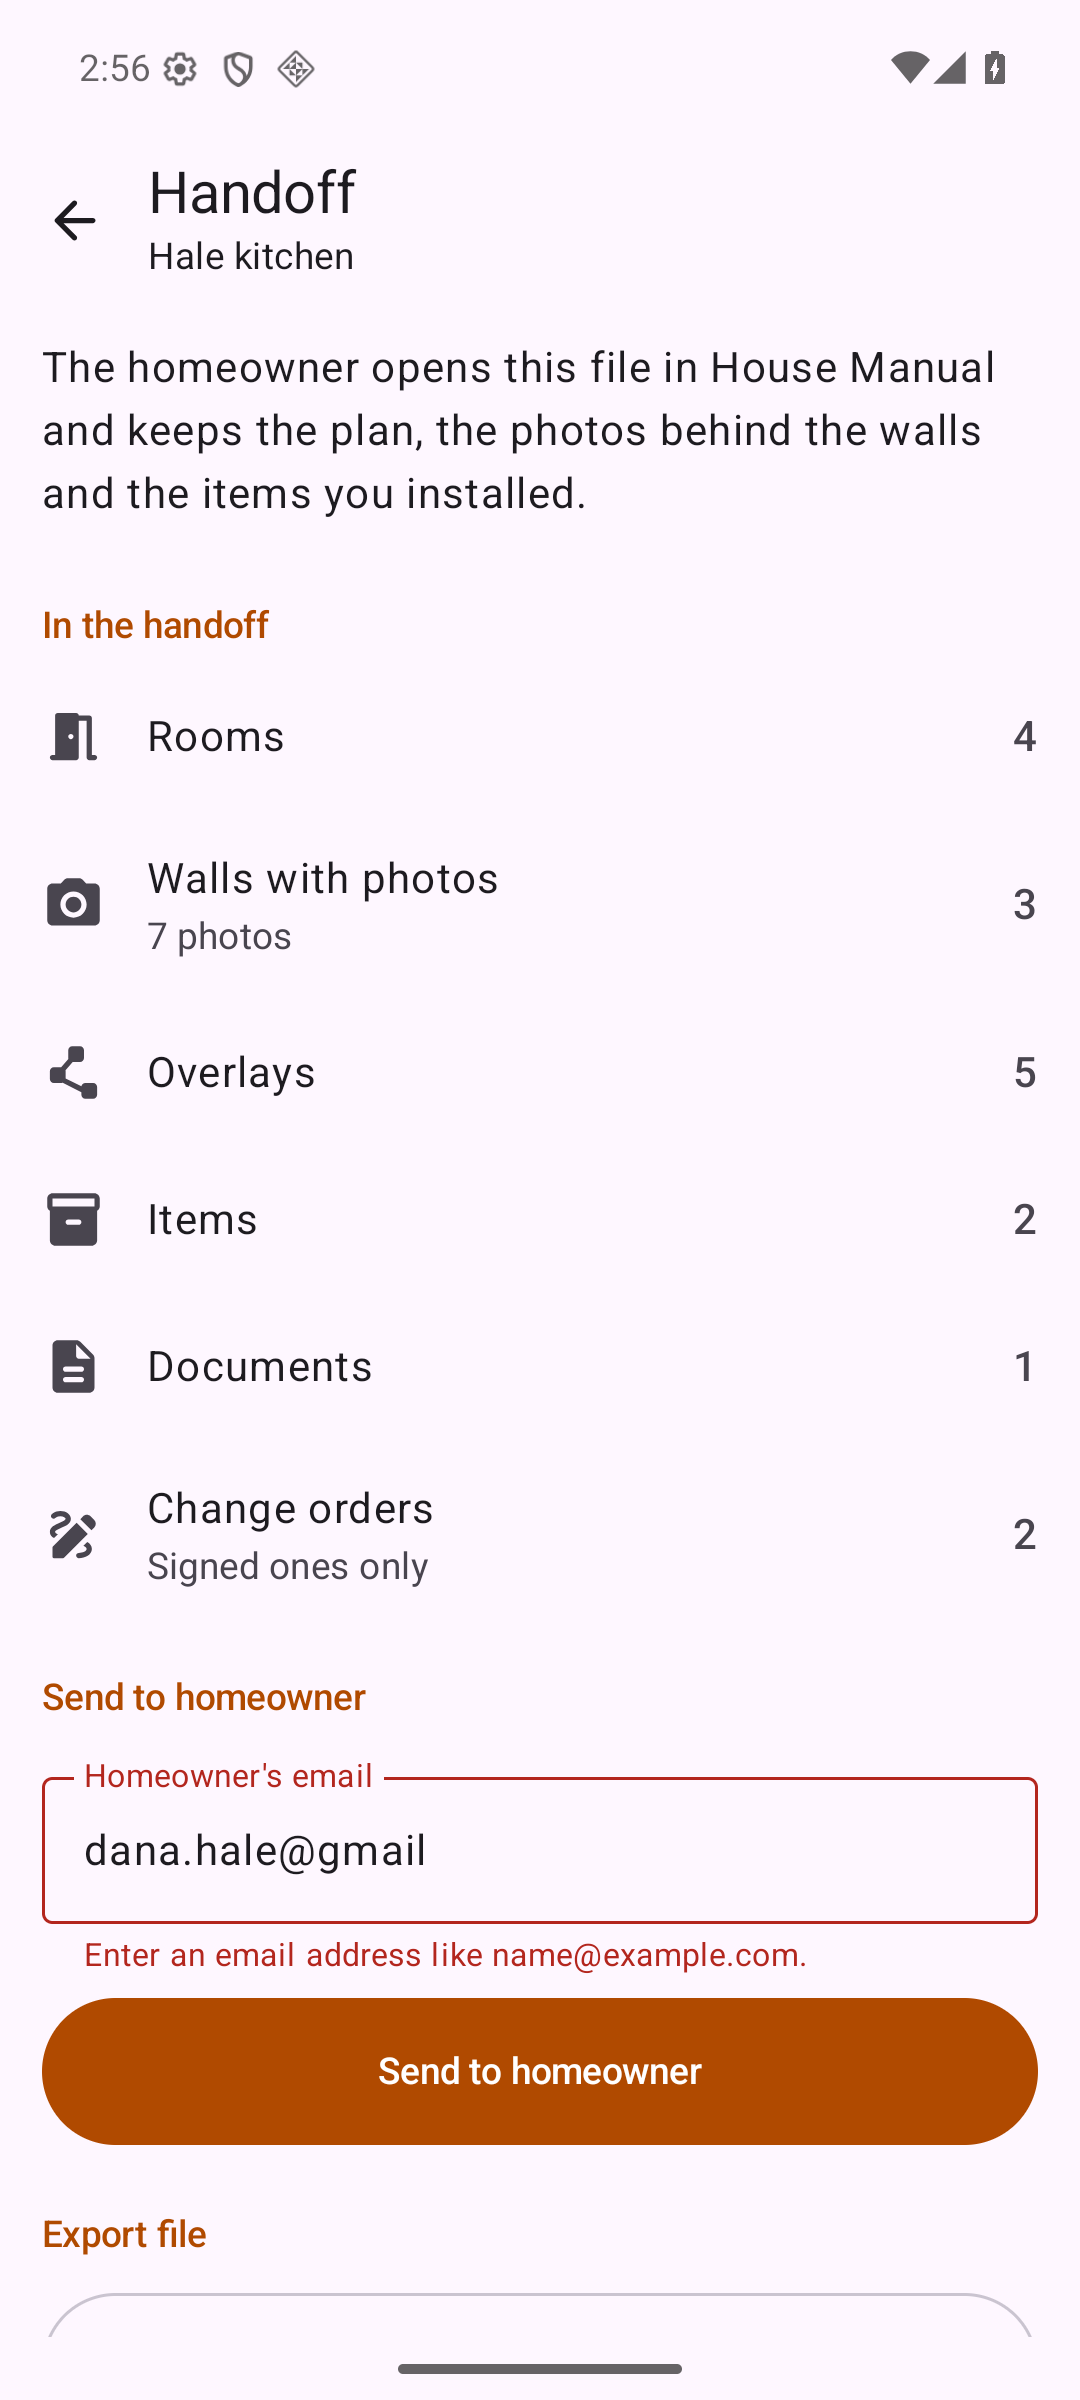 2:56
Handoff
Hale kitchen
The homeowner opens this file in House Manual
and keeps the plan, the photos behind the walls
and the items you installed.
In the handoff
Rooms
4
Walls with photos
7 photos
3
Overlays
5
Items
2
Documents
1
Change orders
Signed ones only
2
Send to homeowner
Homeowner's email
dana.hale@gmail
Enter an email address like name@example.com.
Send to homeowner
Export file